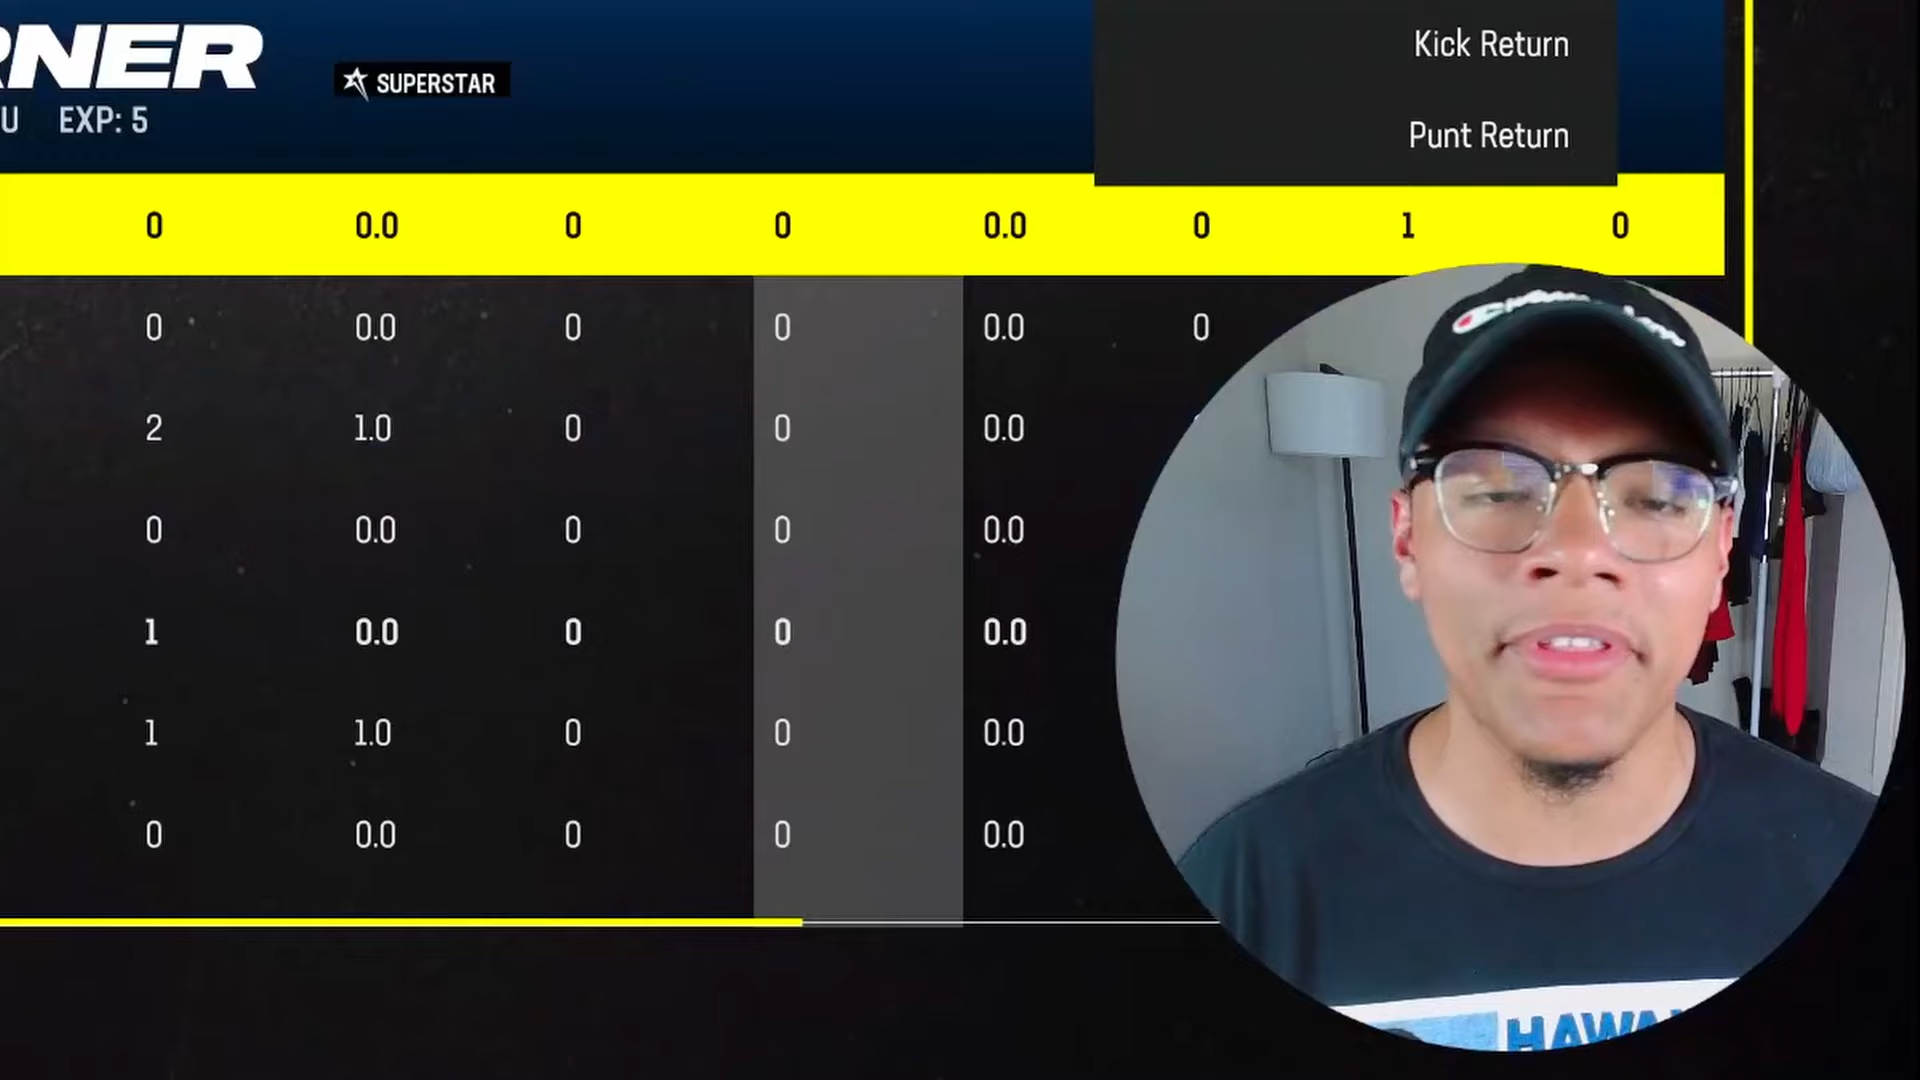 RNER
SUPERSTAR
U EXP: 5
Kick Return
Punt Return
0 0.0 0 0 0.0 0 1 0
0 0.0 0 0 0.0 0
2 1.0 0 0 0.0
0 0.0 0 0 0.0
1 0.0 0 0 0.0
1 1.0 0 0 0.0
0 0.0 0 0 0.0
Champion
HAWA